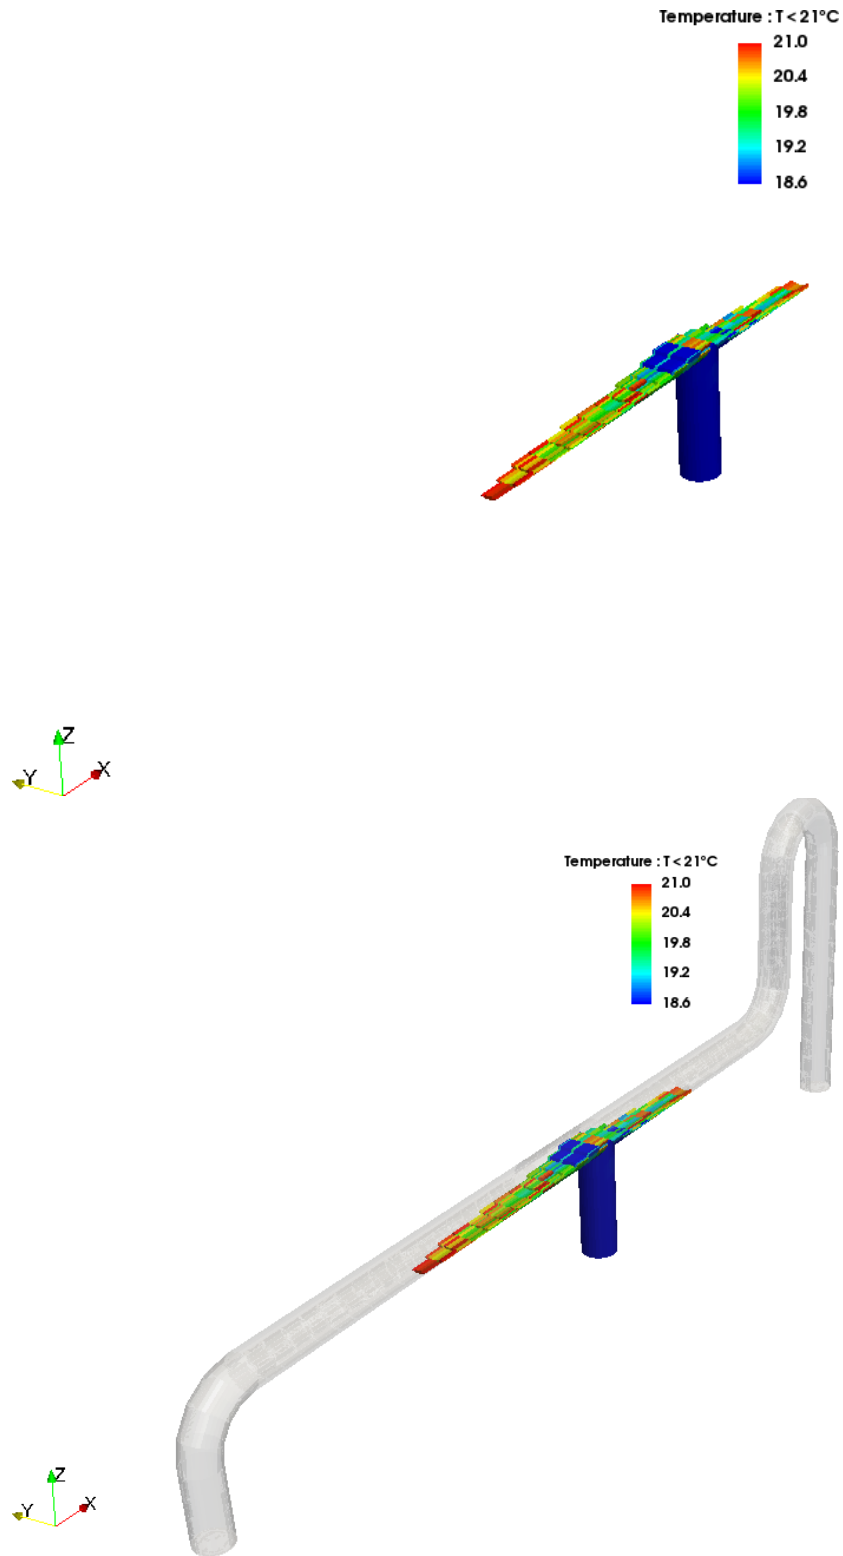 Temperature : T < 21°C
21.0
20.4
19.8
19.2
18.6
Z
Y
X
Temperature : T < 21°C
21.0
20.4
19.8
19.2
18.6
Z
Y
X